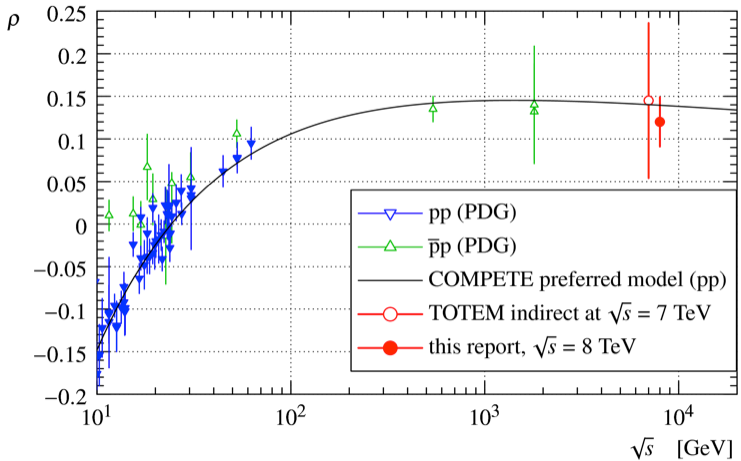 ρ
0.25
0.2
0.15
0.1
0.05
0
−0.05
−0.1
−0.15
−0.2
pp (PDG)
p̅p (PDG)
COMPETE preferred model (pp)
TOTEM indirect at √s = 7 TeV
this report, √s = 8 TeV
10¹ 10² 10³ 10⁴
√s [GeV]